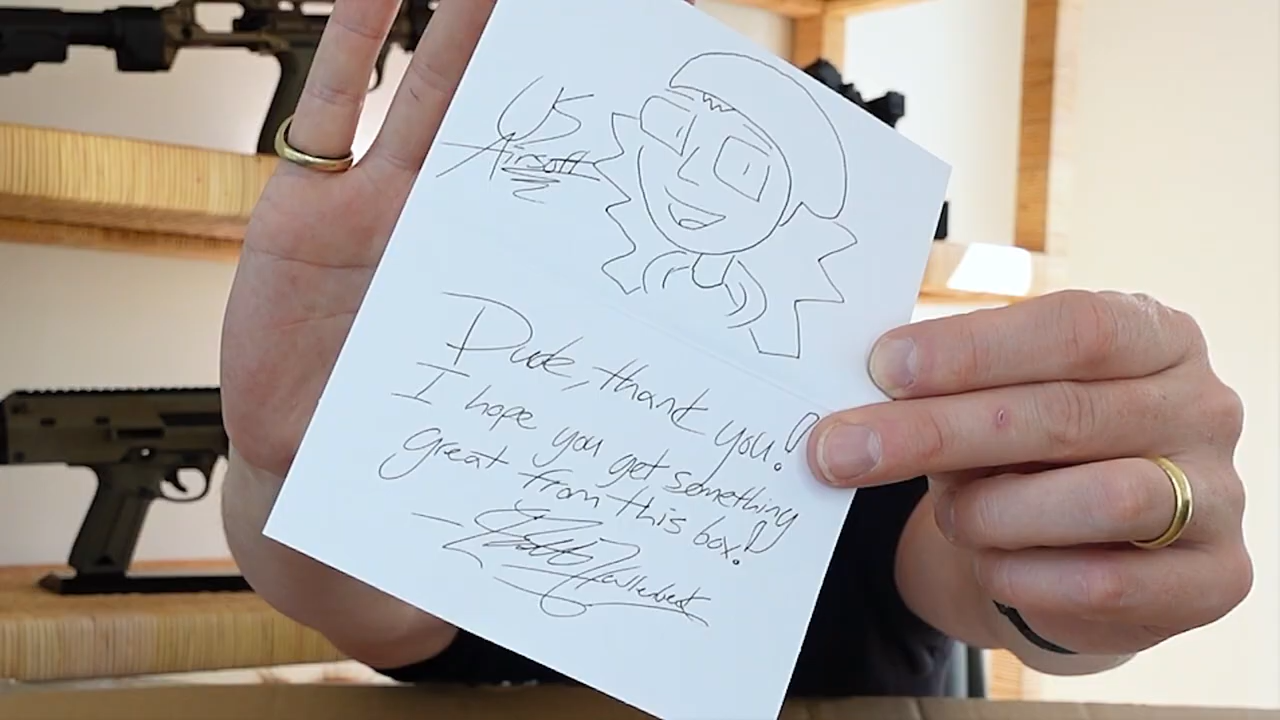 US
Airsoft
Dude, thank you!
I hope you get something
great from this box!